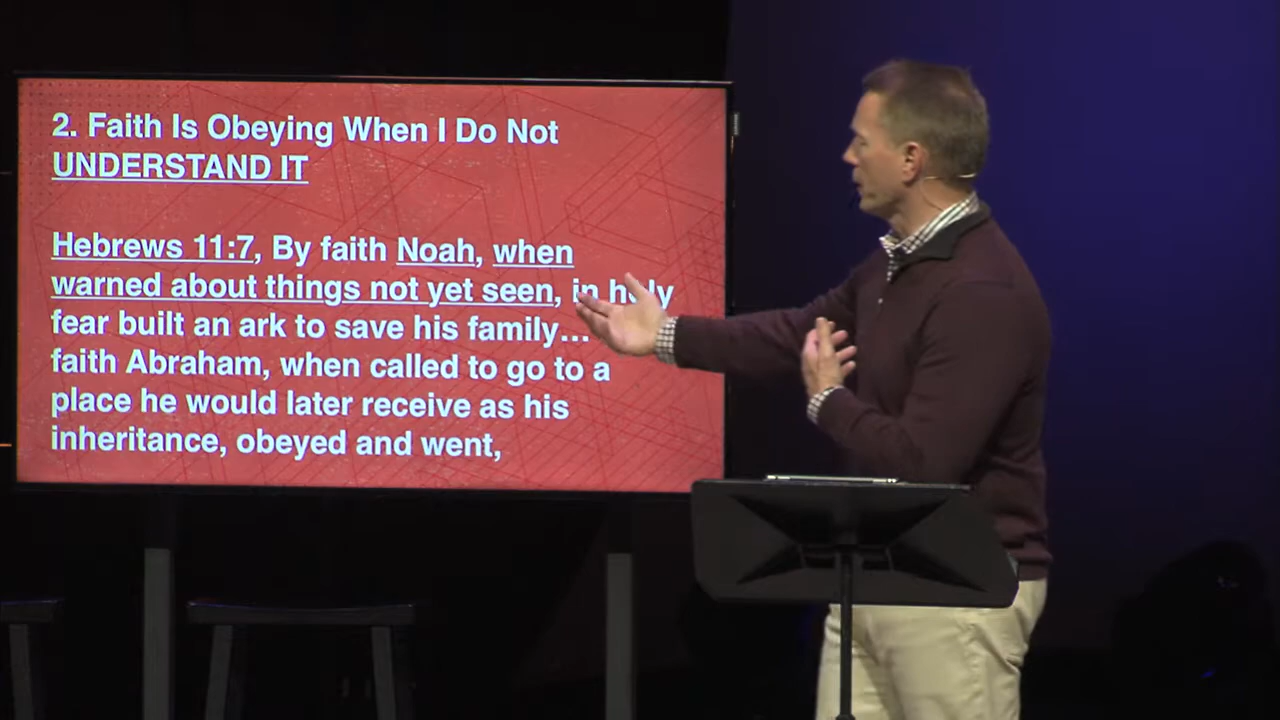 2. Faith Is Obeying When I Do Not
UNDERSTAND IT
Hebrews 11:7, By faith Noah, when
warned about things not yet seen, in holy
fear built an ark to save his family…
faith Abraham, when called to go to a
place he would later receive as his
inheritance, obeyed and went,